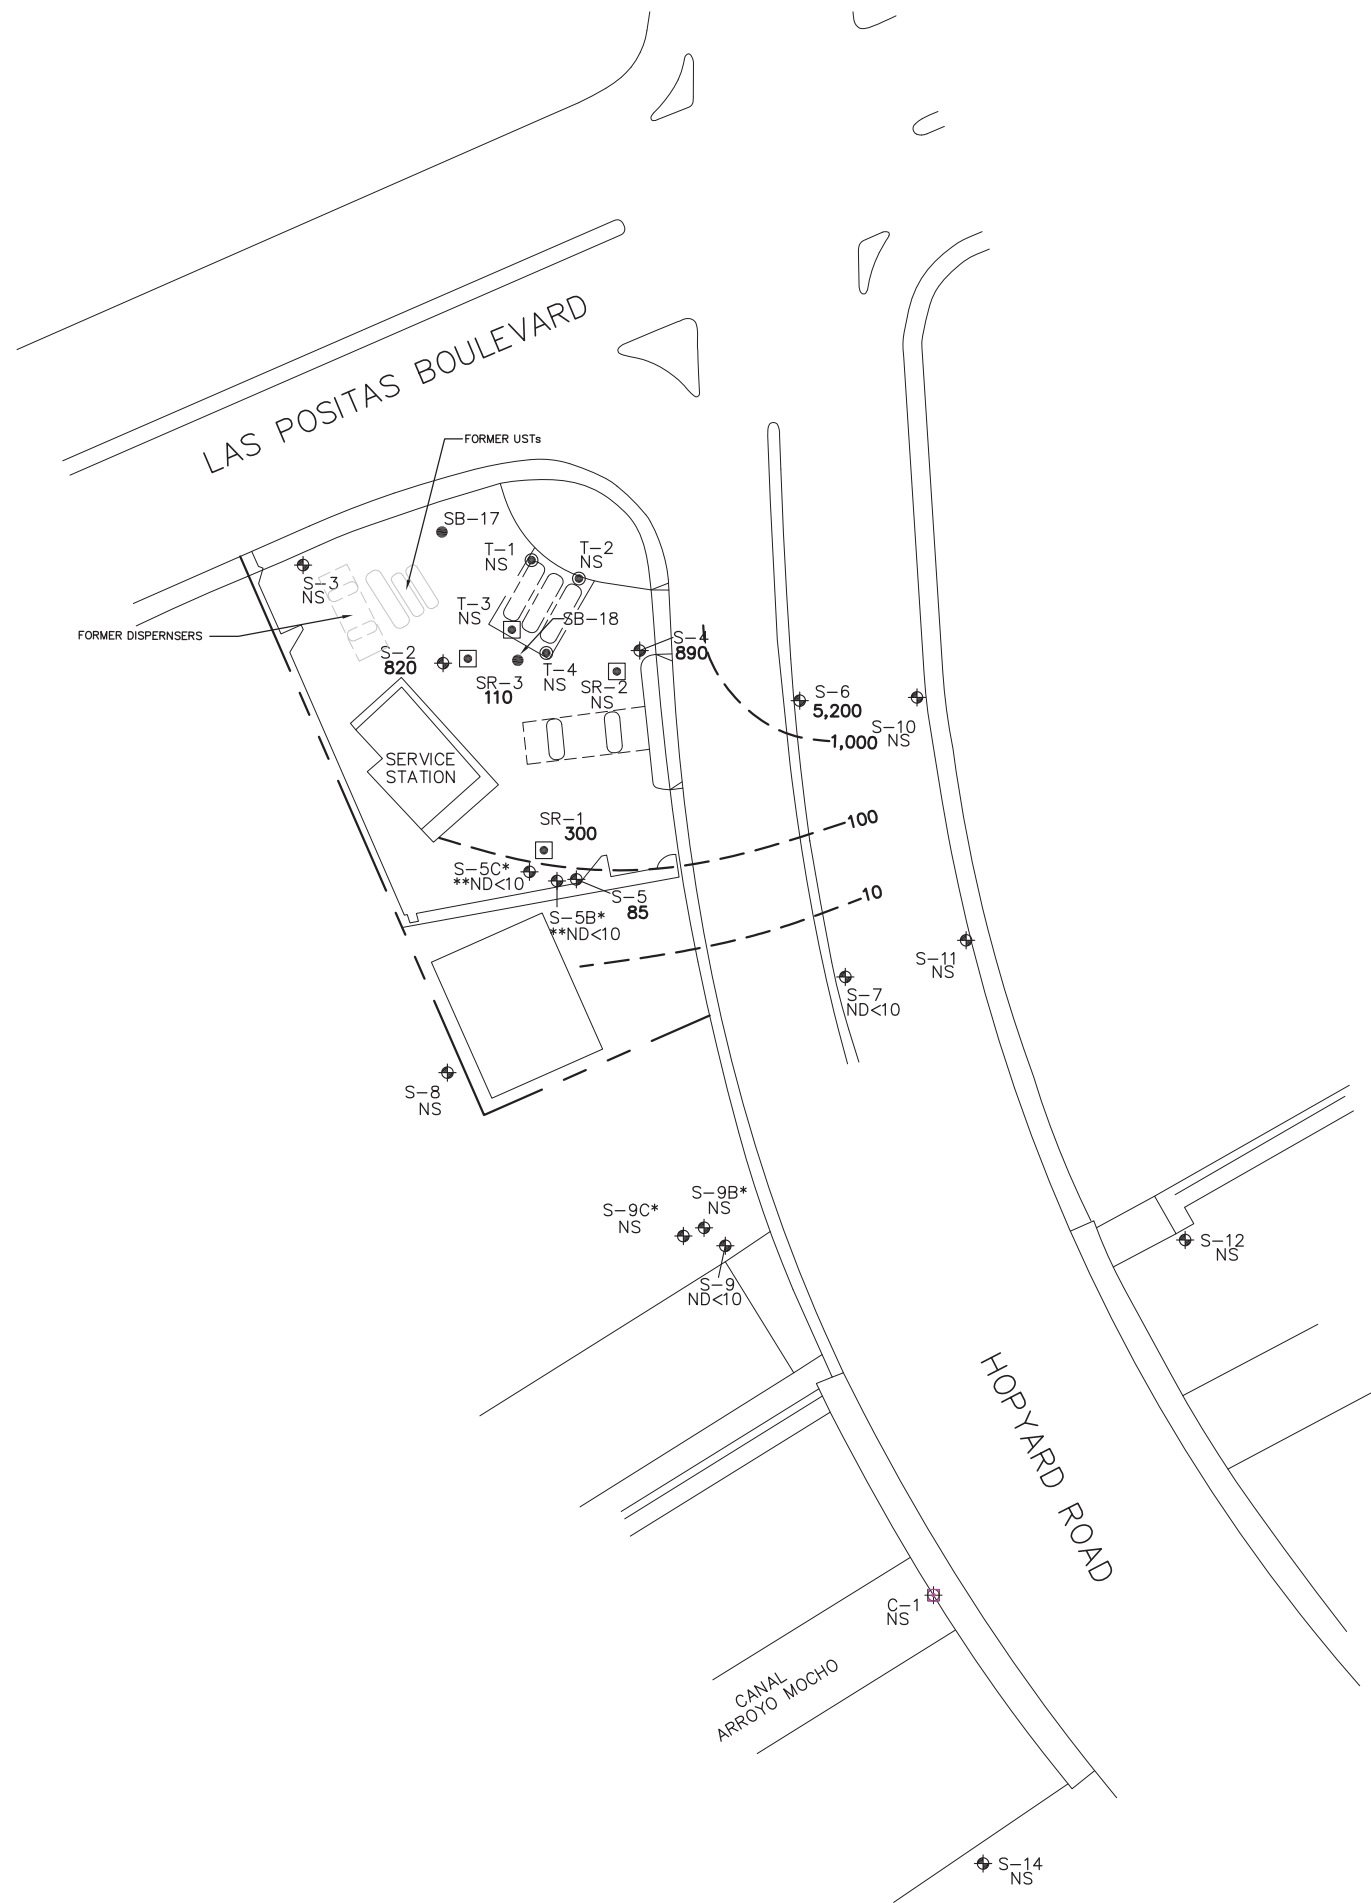 LAS POSITAS BOULEVARD
FORMER USTs
SB-17
T-1
NS
T-2
NS
S-3
NS
T-3
NS
SB-18
FORMER DISPERNSERS
S-2
820
S-4
890
SR-3
110
T-4
NS
SR-2
NS
S-6
5,200
S-10
NS
1,000
SERVICE
STATION
SR-1
300
100
S-5C*
**ND<10
S-5
85
S-5B*
**ND<10
10
S-11
NS
S-7
ND<10
S-8
NS
S-9B*
NS
S-9C*
NS
S-12
NS
S-9
ND<10
HOPYARD ROAD
C-1
NS
CANAL
ARROYO MOCHO
S-14
NS